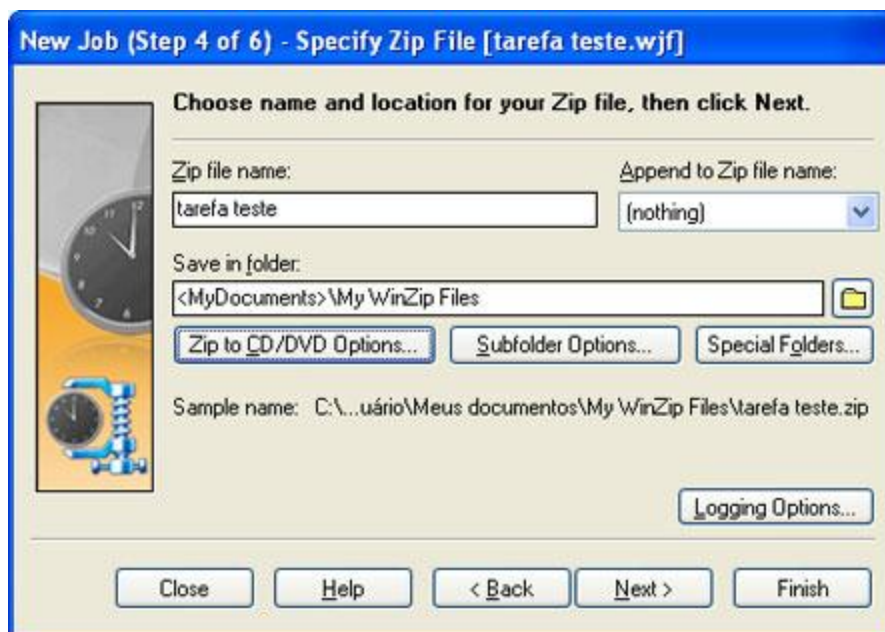 New Job (Step 4 of 6) - Specify Zip File [tarefa teste.wjf]
Choose name and location for your Zip file, then click Next.
Zip file name: Append to Zip file name:
tarefa teste (nothing)
Save in folder:
<MyDocuments>\My WinZip Files
Zip to CD/DVD Options... Subfolder Options... Special Folders...
Sample name: C:\...uário\Meus documentos\My WinZip Files\tarefa teste.zip
Logging Options...
Close Help < Back Next > Finish